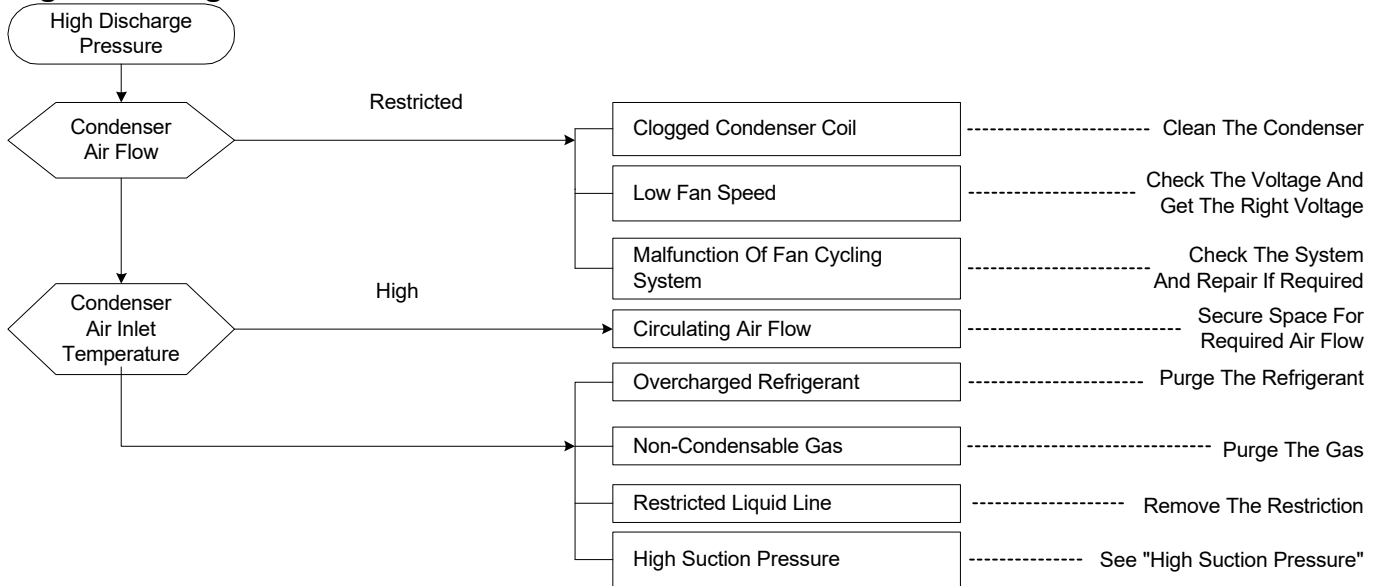 High Discharge
Pressure
Restricted
Condenser
Air Flow
Clogged Condenser Coil
Clean The Condenser
Low Fan Speed
Check The Voltage And
Get The Right Voltage
Malfunction Of Fan Cycling
System
Check The System
And Repair If Required
High
Condenser
Air Inlet
Temperature
Circulating Air Flow
Secure Space For
Required Air Flow
Overcharged Refrigerant
Purge The Refrigerant
Non-Condensable Gas
Purge The Gas
Restricted Liquid Line
Remove The Restriction
High Suction Pressure
See "High Suction Pressure"